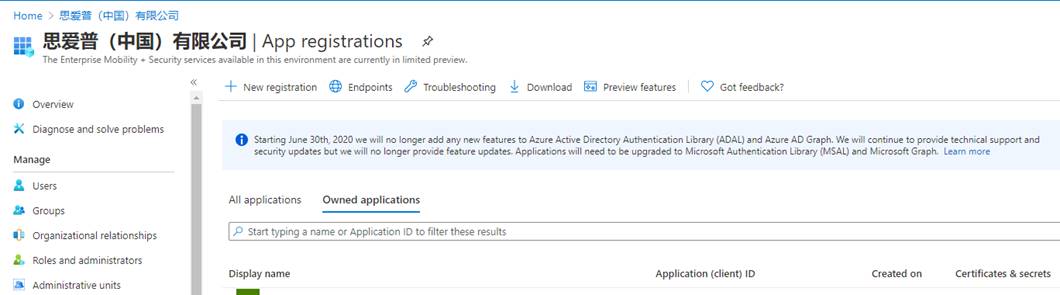 Home > 思爱普（中国）有限公司
思爱普（中国）有限公司 | App registrations
The Enterprise Mobility + Security services available in this environment are currently in limited preview.
«
+ New registration Endpoints Troubleshooting Download Preview features Got feedback?
Overview
Diagnose and solve problems
Manage
Users
Groups
Organizational relationships
Roles and administrators
Administrative units
Starting June 30th, 2020 we will no longer add any new features to Azure Active Directory Authentication Library (ADAL) and Azure AD Graph. We will continue to provide technical support and
security updates but we will no longer provide feature updates. Applications will need to be upgraded to Microsoft Authentication Library (MSAL) and Microsoft Graph. Learn more
All applications Owned applications
Start typing a name or Application ID to filter these results
Display name Application (client) ID Created on Certificates & secrets